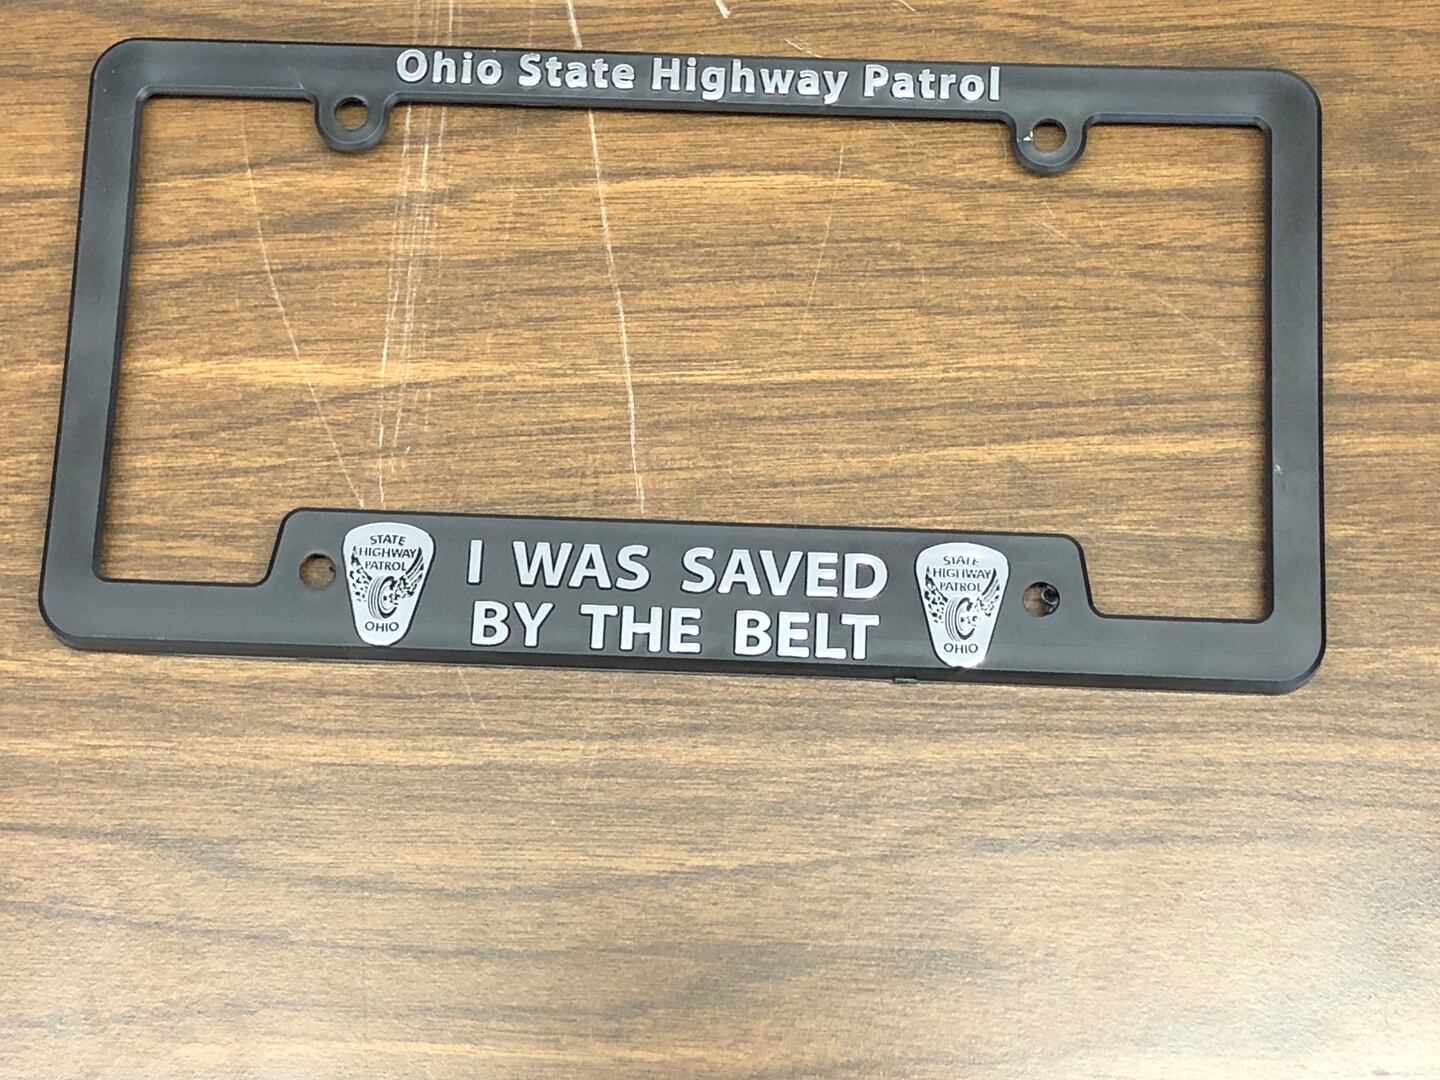 Ohio State Highway Patrol
STATE
HIGHWAY
PATROL
OHIO
I WAS SAVED
BY THE BELT
STATE
HIGHWAY
PATROL
OHIO